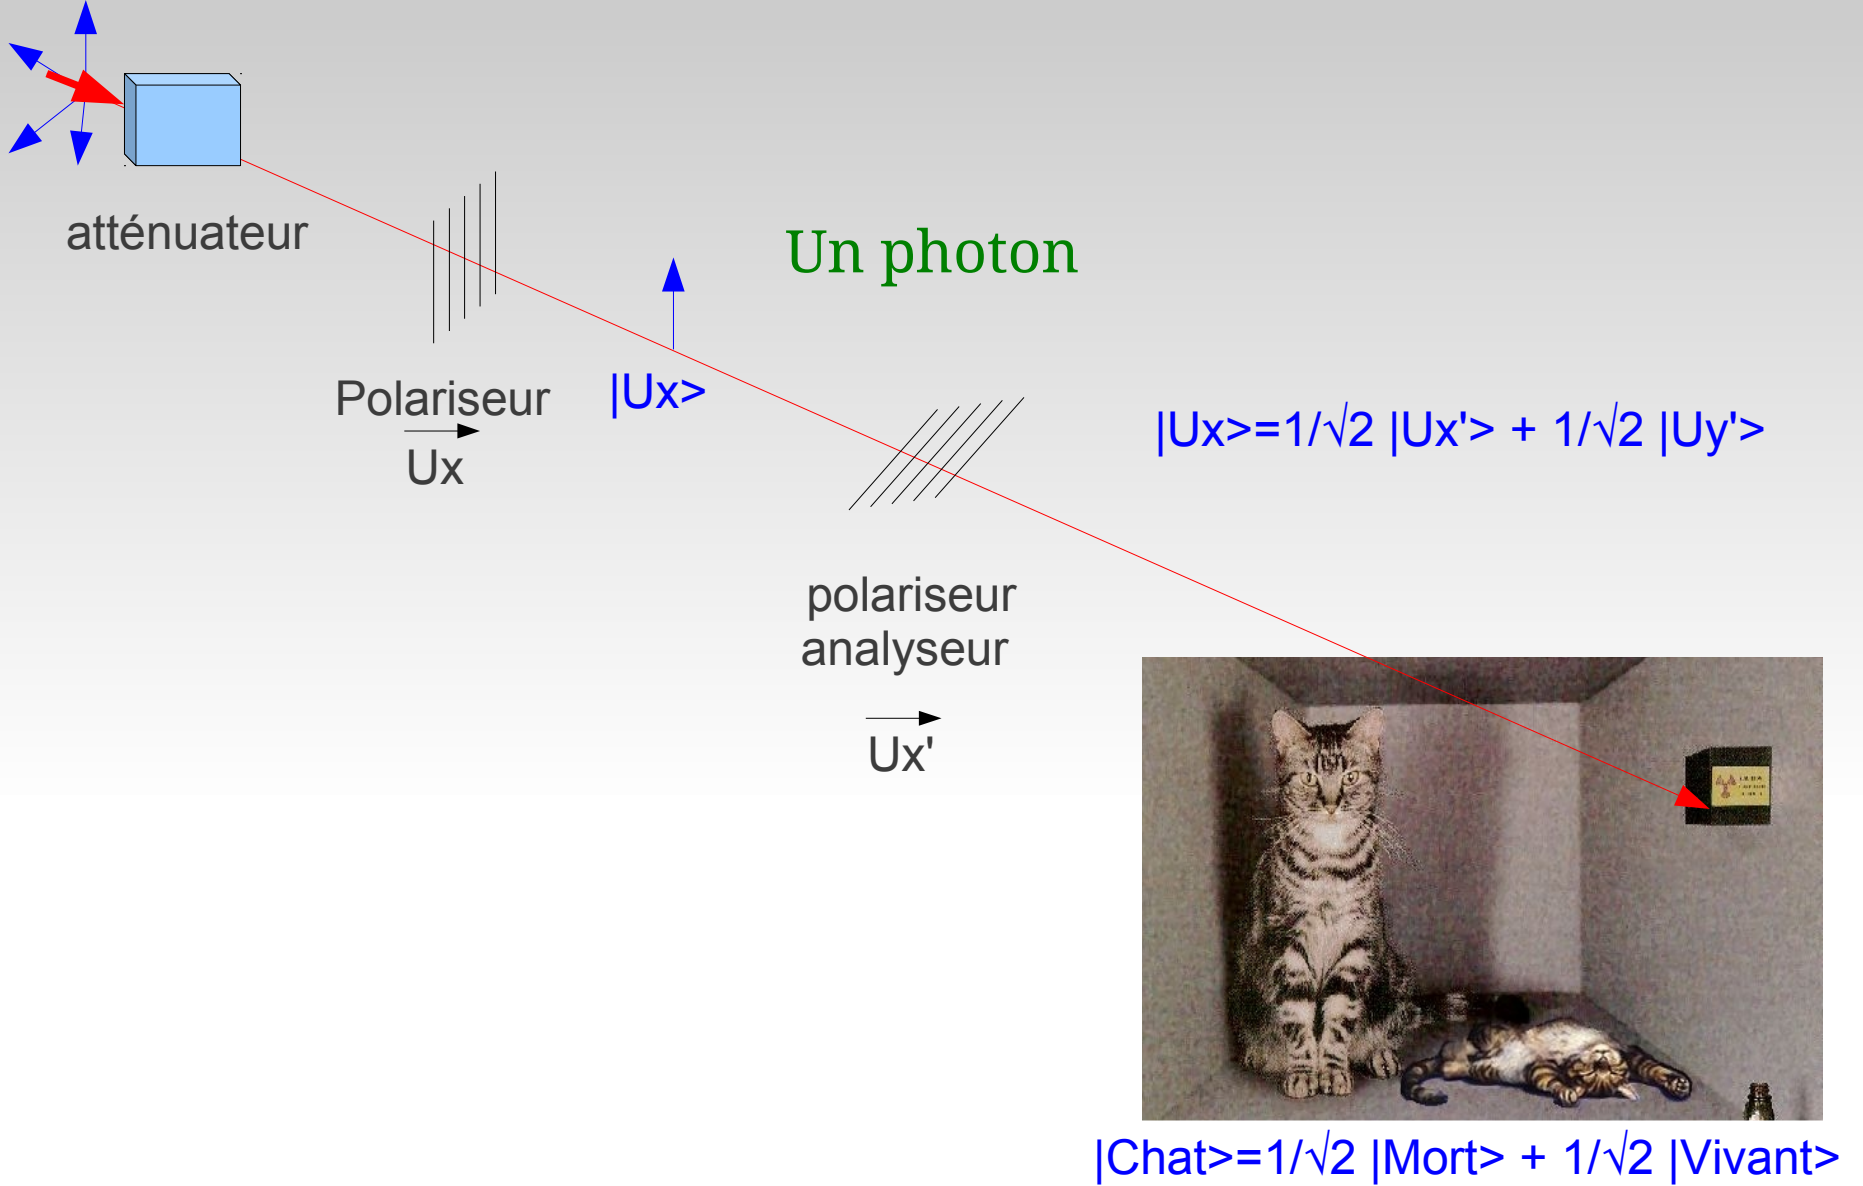 atténuateur
Un photon
Polariseur
Ux
|Ux>
|Ux>=1/√2 |Ux'> + 1/√2 |Uy'>
polariseur
analyseur
Ux'
|Chat>=1/√2 |Mort> + 1/√2 |Vivant>